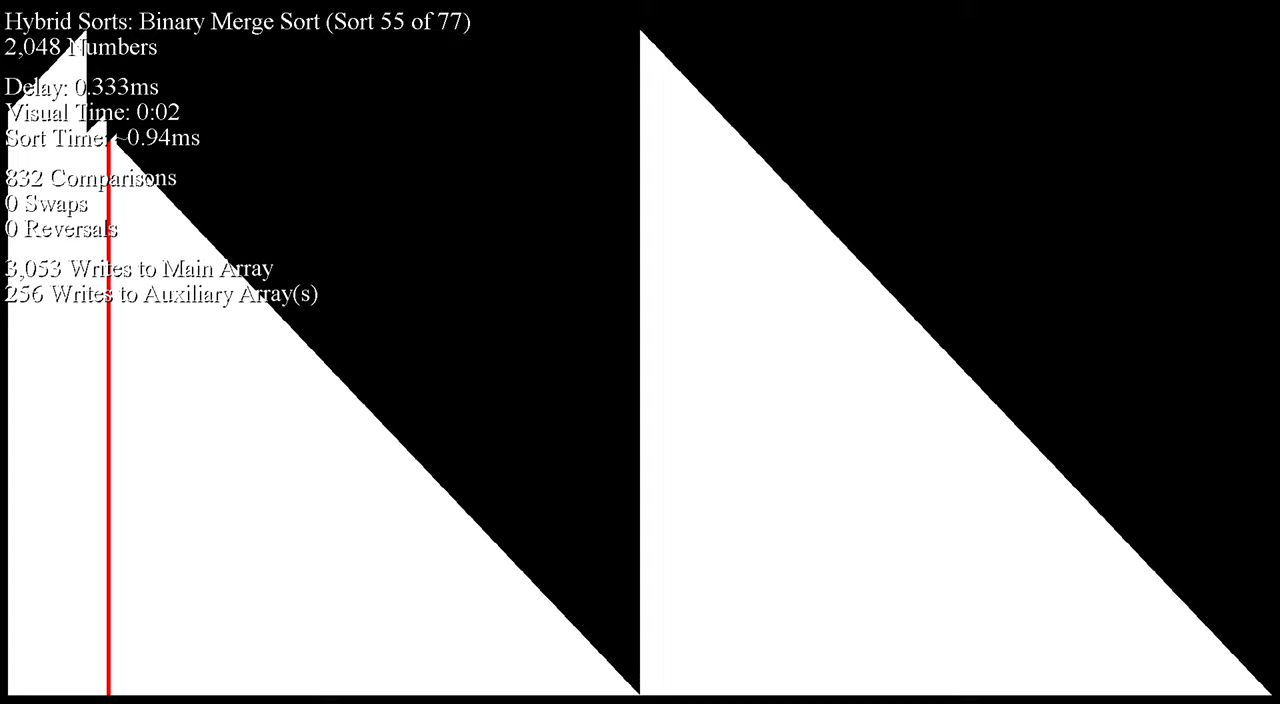 Hybrid Sorts: Binary Merge Sort (Sort 55 of 77)
2,048 Numbers
Delay: 0.333ms
Visual Time: 0:02
Sort Time: ~0.94ms
832 Comparisons
0 Swaps
0 Reversals
3,053 Writes to Main Array
256 Writes to Auxiliary Array(s)